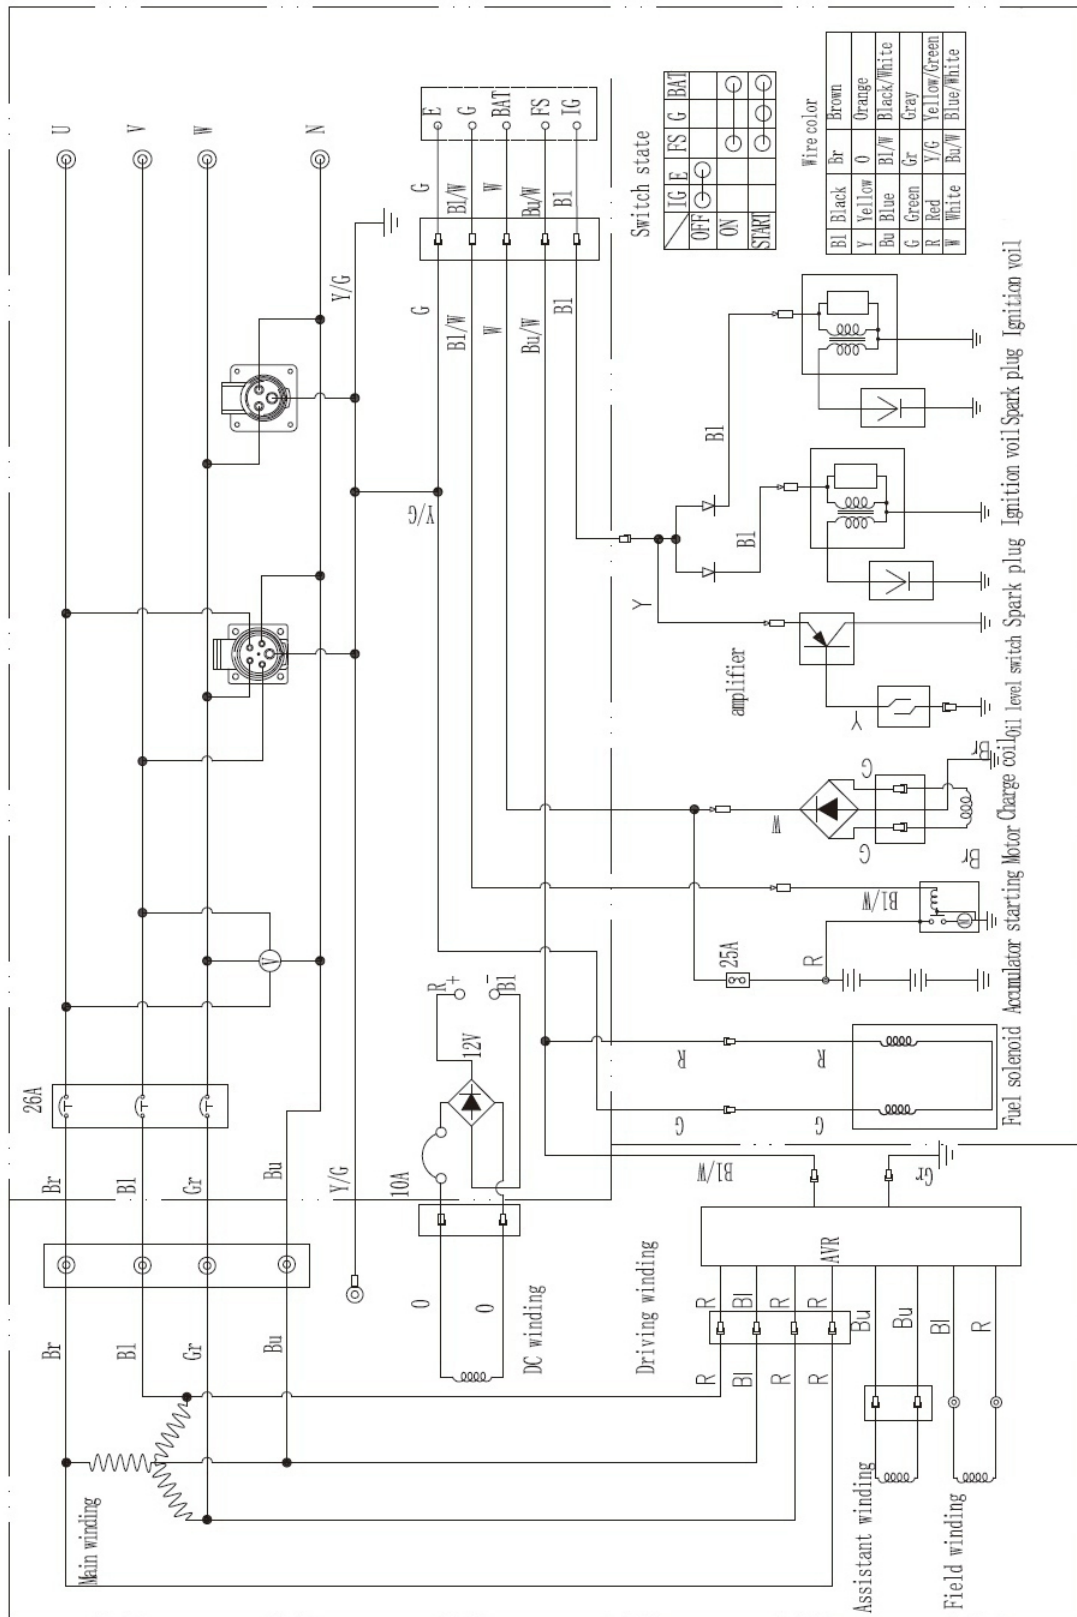 U
V
W
N
Y/G
26A
Br
Bl
Gr
Bu
Y/G
Br
Bl
Gr
Bu
Main winding
V
E
G
BAT
FS
IG
G
Bl/W
W
Bu/W
Bl
G
Bl/W
W
Bu/W
Bl
Y/G
R
+
-
Bl
12V
10A
O
O
DC winding
Switch state
IG E FS G BAT
OFF
ON
START
Wire color
Bl Black Br Brown
Y Yellow O Orange
Bu Blue Bl/W Black/White
G Green Gr Gray
R Red Y/G Yellow/Green
W White Bu/W Blue/White
Bl
Bl
Y
amplifier
Y
W
G
G
Br
Br
Bl/W
M
25A
R
R
R
G
G
Ignition voil
Spark plug
Ignition voil
Spark plug
Oil level switch
Charge coil
Motor
Accumulator starting
Fuel solenoid
Bl/W
Gr
AVR
Driving winding
R
Bl
R
R
R
Bl
R
R
Bu
Bu
Bl
R
Assistant winding
Field winding